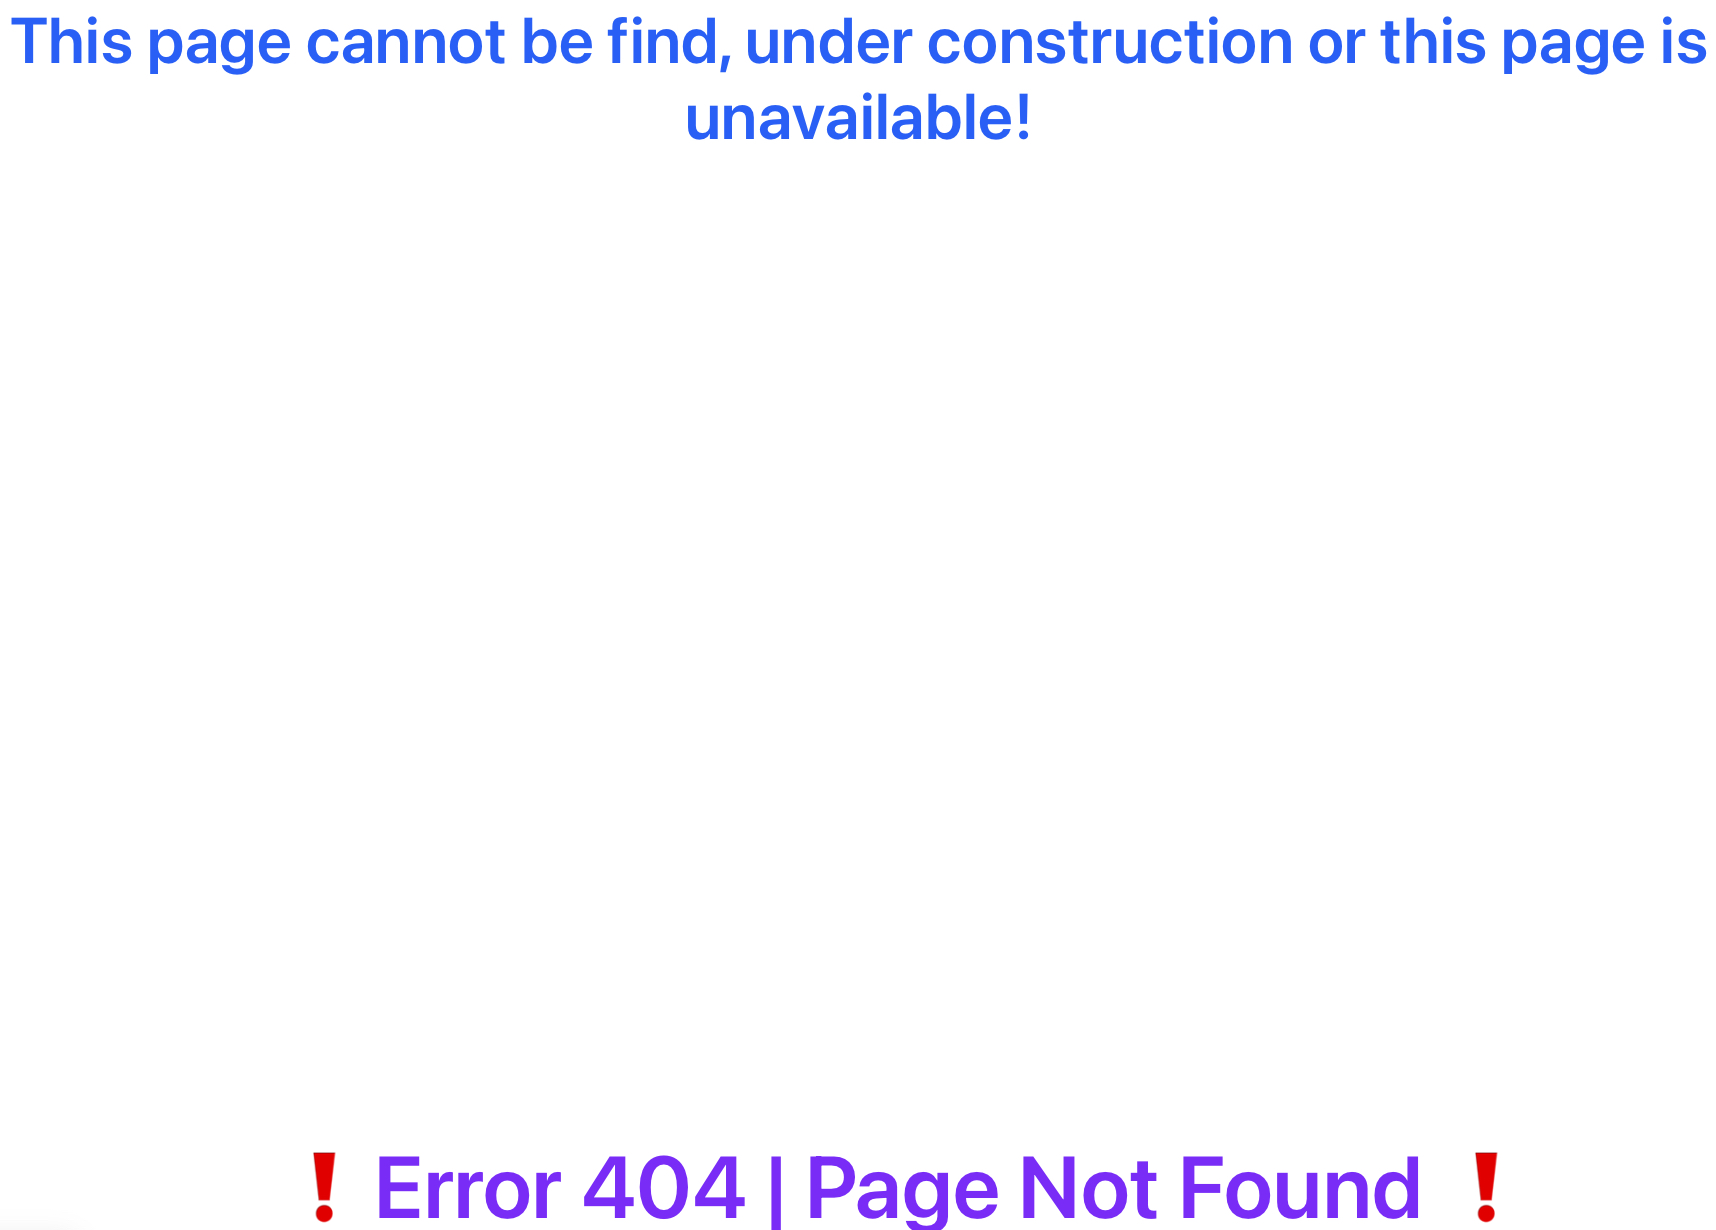 This page cannot be find, under construction or this page is
unavailable!
❗ Error 404 | Page Not Found ❗